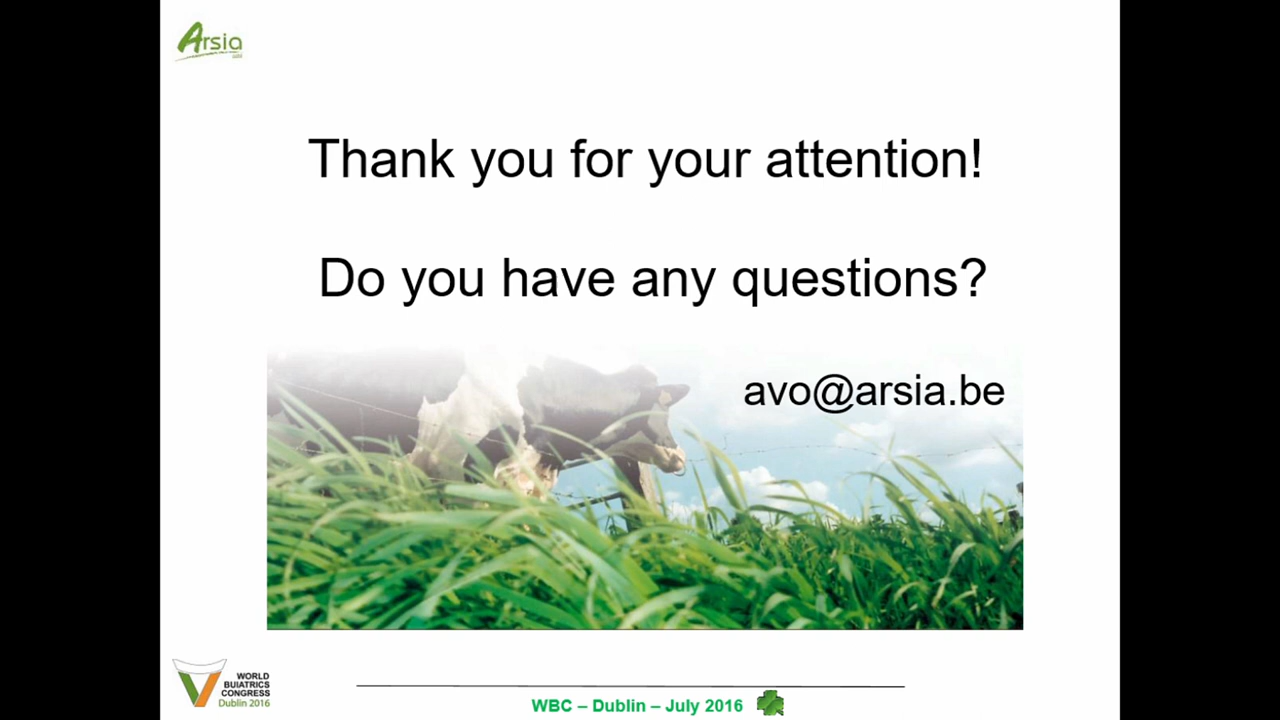 Arsia
Thank you for your attention!
Do you have any questions?
avo@arsia.be
WORLD
BUIATRICS
CONGRESS
Dublin 2016
WBC – Dublin – July 2016